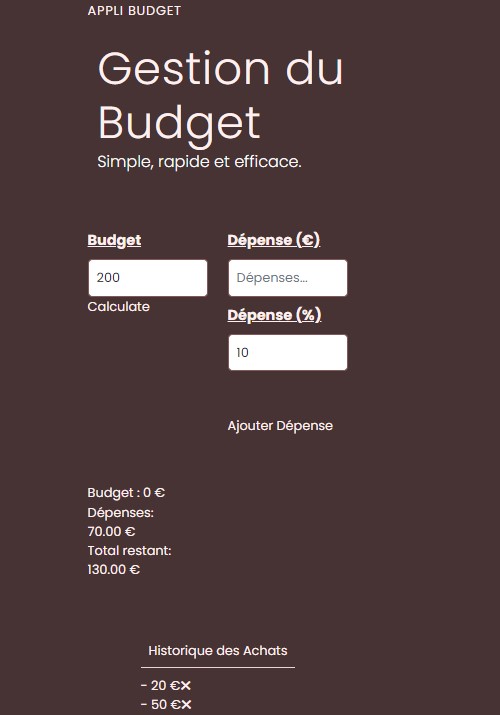 APPLI BUDGET
Gestion du
Budget
Simple, rapide et efficace.
Budget
Dépense (€)
200
Dépenses...
Calculate
Dépense (%)
10
Ajouter Dépense
Budget : 0 €
Dépenses:
70.00 €
Total restant:
130.00 €
Historique des Achats
- 20 €×
- 50 €×